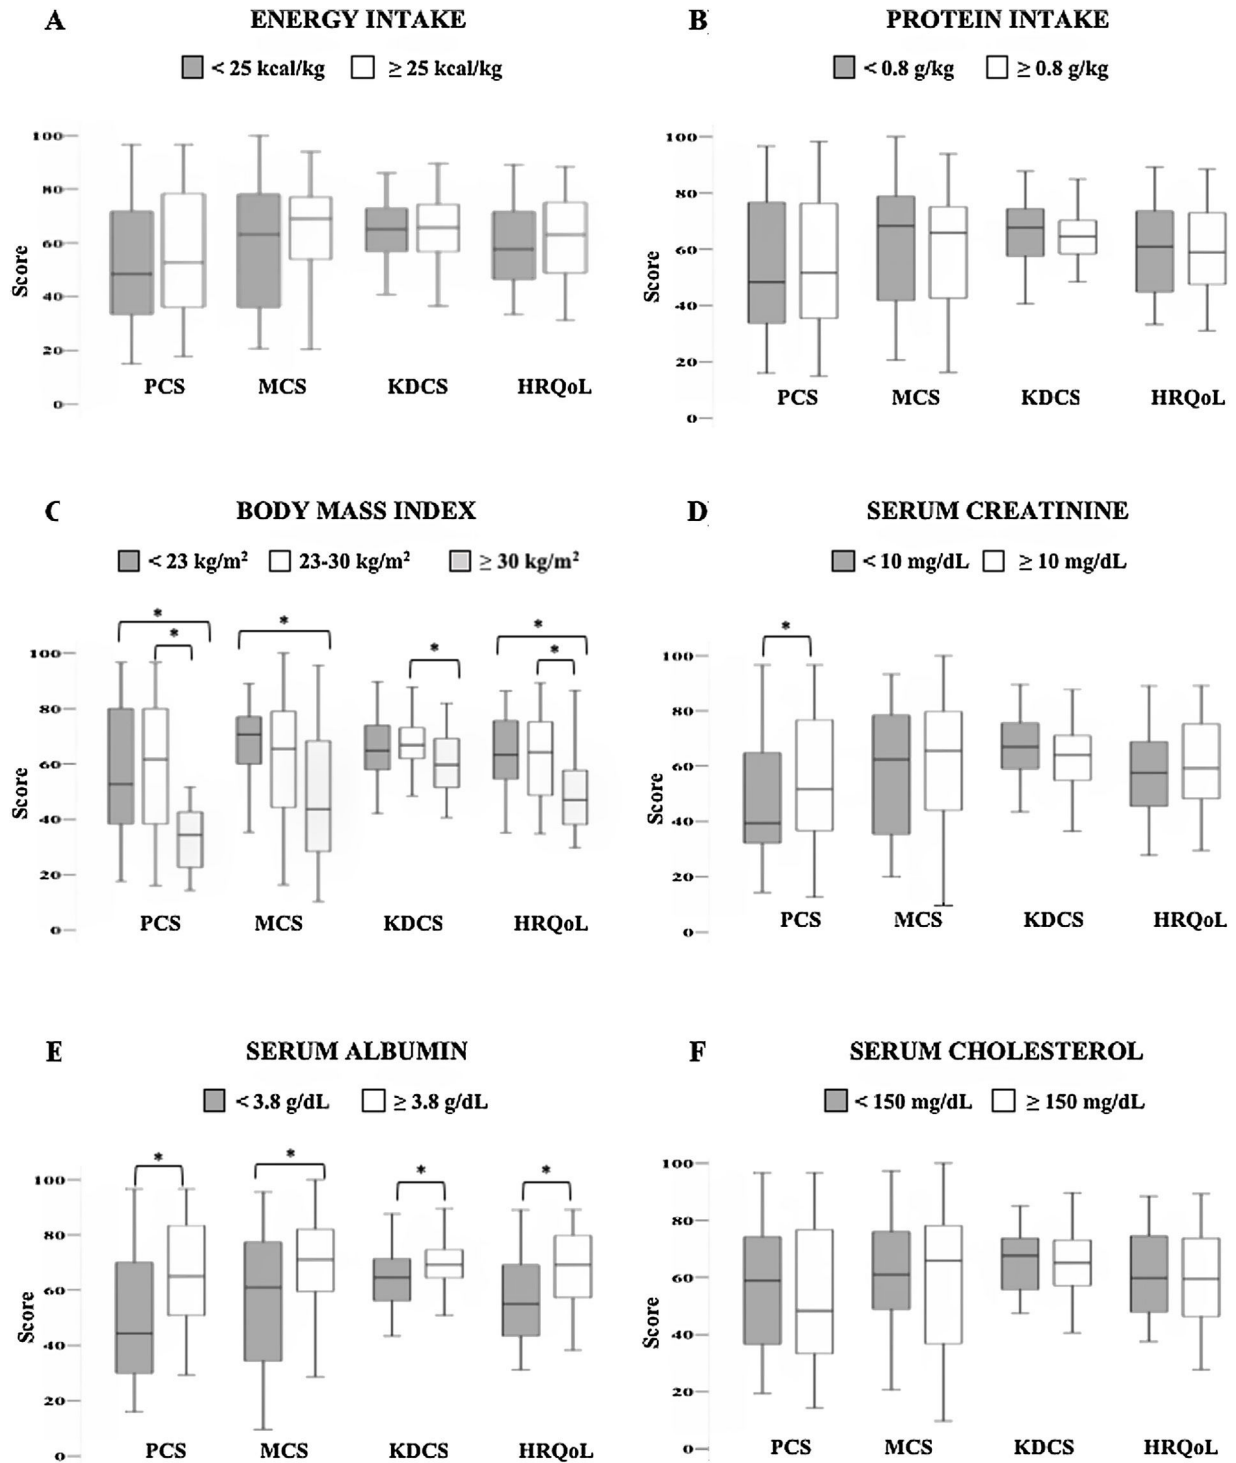 A ENERGY INTAKE
< 25 kcal/kg ≥ 25 kcal/kg
100
80
60
40
20
0
Score
PCS MCS KDCS HRQoL
B PROTEIN INTAKE
< 0.8 g/kg ≥ 0.8 g/kg
100
80
60
40
20
0
Score
PCS MCS KDCS HRQoL
C BODY MASS INDEX
< 23 kg/m² 23-30 kg/m² ≥ 30 kg/m²
* * * * * *
100
80
60
40
20
0
Score
PCS MCS KDCS HRQoL
D SERUM CREATININE
< 10 mg/dL ≥ 10 mg/dL
*
100
80
60
40
20
0
Score
PCS MCS KDCS HRQoL
E SERUM ALBUMIN
< 3.8 g/dL ≥ 3.8 g/dL
* * * *
100
80
60
40
20
0
Score
PCS MCS KDCS HRQoL
F SERUM CHOLESTEROL
< 150 mg/dL ≥ 150 mg/dL
100
80
60
40
20
0
Score
PCS MCS KDCS HRQoL